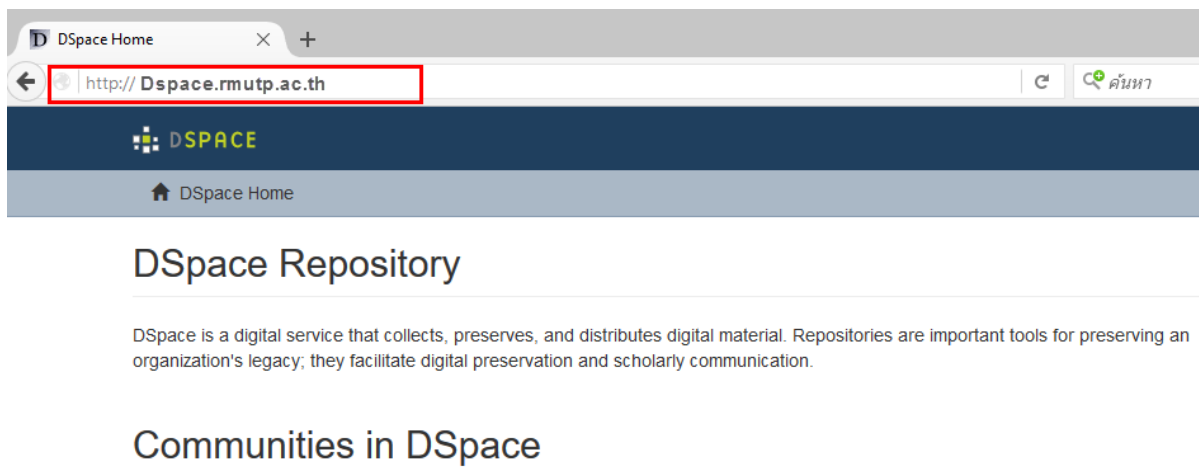 DSpace Home
http:// Dspace.rmutp.ac.th
ค้นหา
DSPACE
DSpace Home
DSpace Repository
DSpace is a digital service that collects, preserves, and distributes digital material. Repositories are important tools for preserving an
organization's legacy; they facilitate digital preservation and scholarly communication.
Communities in DSpace